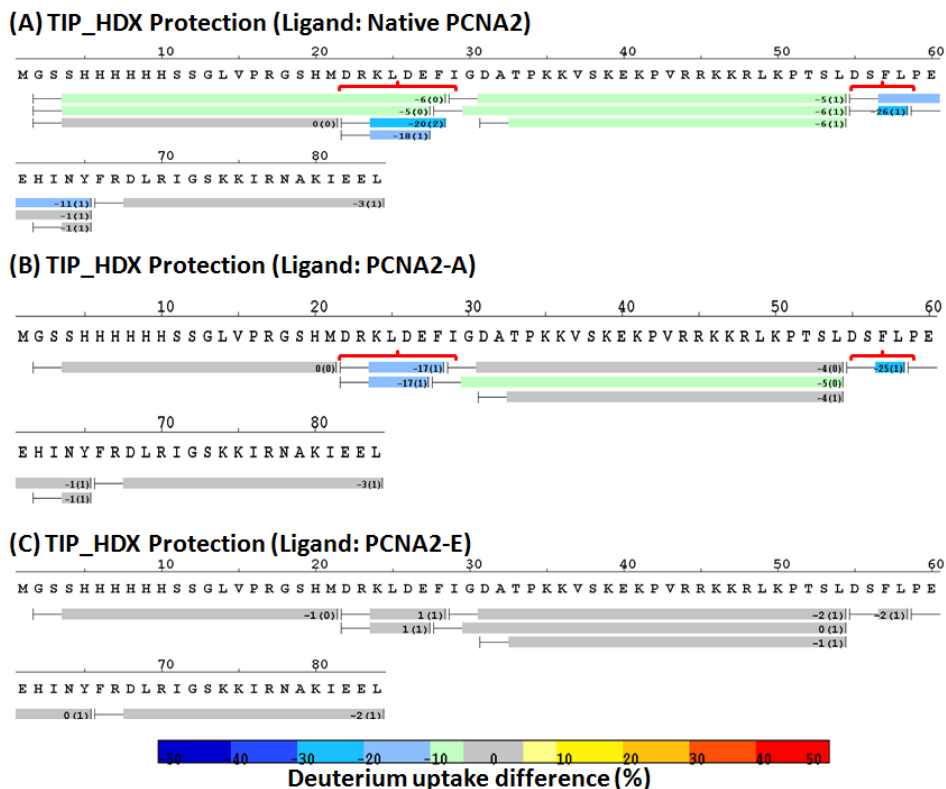 (A) TIP_HDX Protection (Ligand: Native PCNA2)
10 20 30 40 50 60
M G S S H H H H H H S S G L V P R G S H M D R K L D E F I G D A T P K K V S K E K P V R R K K R L K P T S L D S F L P E
-6(0) -5(1)
-5(0) -6(1) -26(1)
0(0) -20(2) -6(1)
-18(1)
70 80
E H I N Y F R D L R I G S K K I R N A K I E E L
-11(1) -3(1)
-1(1)
-1(1)
(B) TIP_HDX Protection (Ligand: PCNA2-A)
10 20 30 40 50 60
M G S S H H H H H H S S G L V P R G S H M D R K L D E F I G D A T P K K V S K E K P V R R K K R L K P T S L D S F L P E
0(0) -17(1) -4(0) -25(1)
-17(1) -5(0)
-4(1)
70 80
E H I N Y F R D L R I G S K K I R N A K I E E L
-1(1) -3(1)
-1(1)
(C) TIP_HDX Protection (Ligand: PCNA2-E)
10 20 30 40 50 60
M G S S H H H H H H S S G L V P R G S H M D R K L D E F I G D A T P K K V S K E K P V R R K K R L K P T S L D S F L P E
-1(0) 1(1) -2(1) -2(1)
1(1) 0(1)
-1(1)
70 80
E H I N Y F R D L R I G S K K I R N A K I E E L
0(1) -2(1)
-50 -40 -30 -20 -10 0 10 20 30 40 50
Deuterium uptake difference (%)